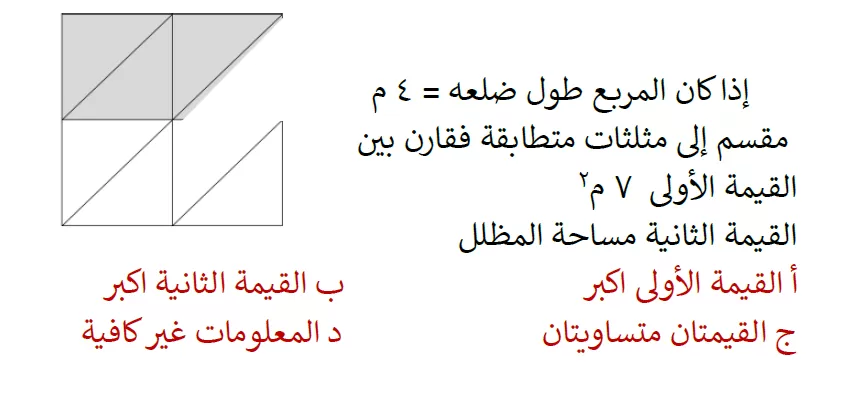 إذا كان المربع طول ضلعه = ٤ م
مقسم إلى مثلثات متطابقة فقارن بين
القيمة الأولى ٧ م٢
القيمة الثانية مساحة المظلل
أ القيمة الأولى اكبر
ب القيمة الثانية اكبر
ج القيمتان متساويتان
د المعلومات غير كافية